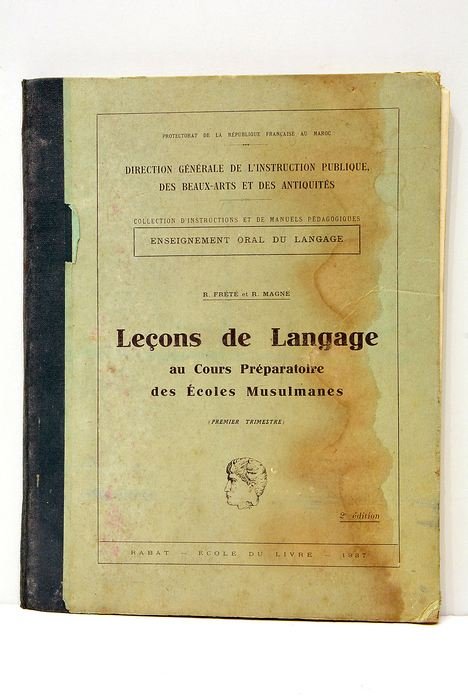 PROTECTORAT DE LA RÉPUBLIQUE FRANÇAISE AU MAROC
DIRECTION GÉNÉRALE DE L'INSTRUCTION PUBLIQUE,
DES BEAUX-ARTS ET DES ANTIQUITÉS
COLLECTION D'INSTRUCTIONS ET DE MANUELS PÉDAGOGIQUES
ENSEIGNEMENT ORAL DU LANGAGE
R. FRÉTÉ et R. MAGNE
Leçons de Langage
au Cours Préparatoire
des Écoles Musulmanes
(PREMIER TRIMESTRE)
2e édition
RABAT — ECOLE DU LIVRE — 1937